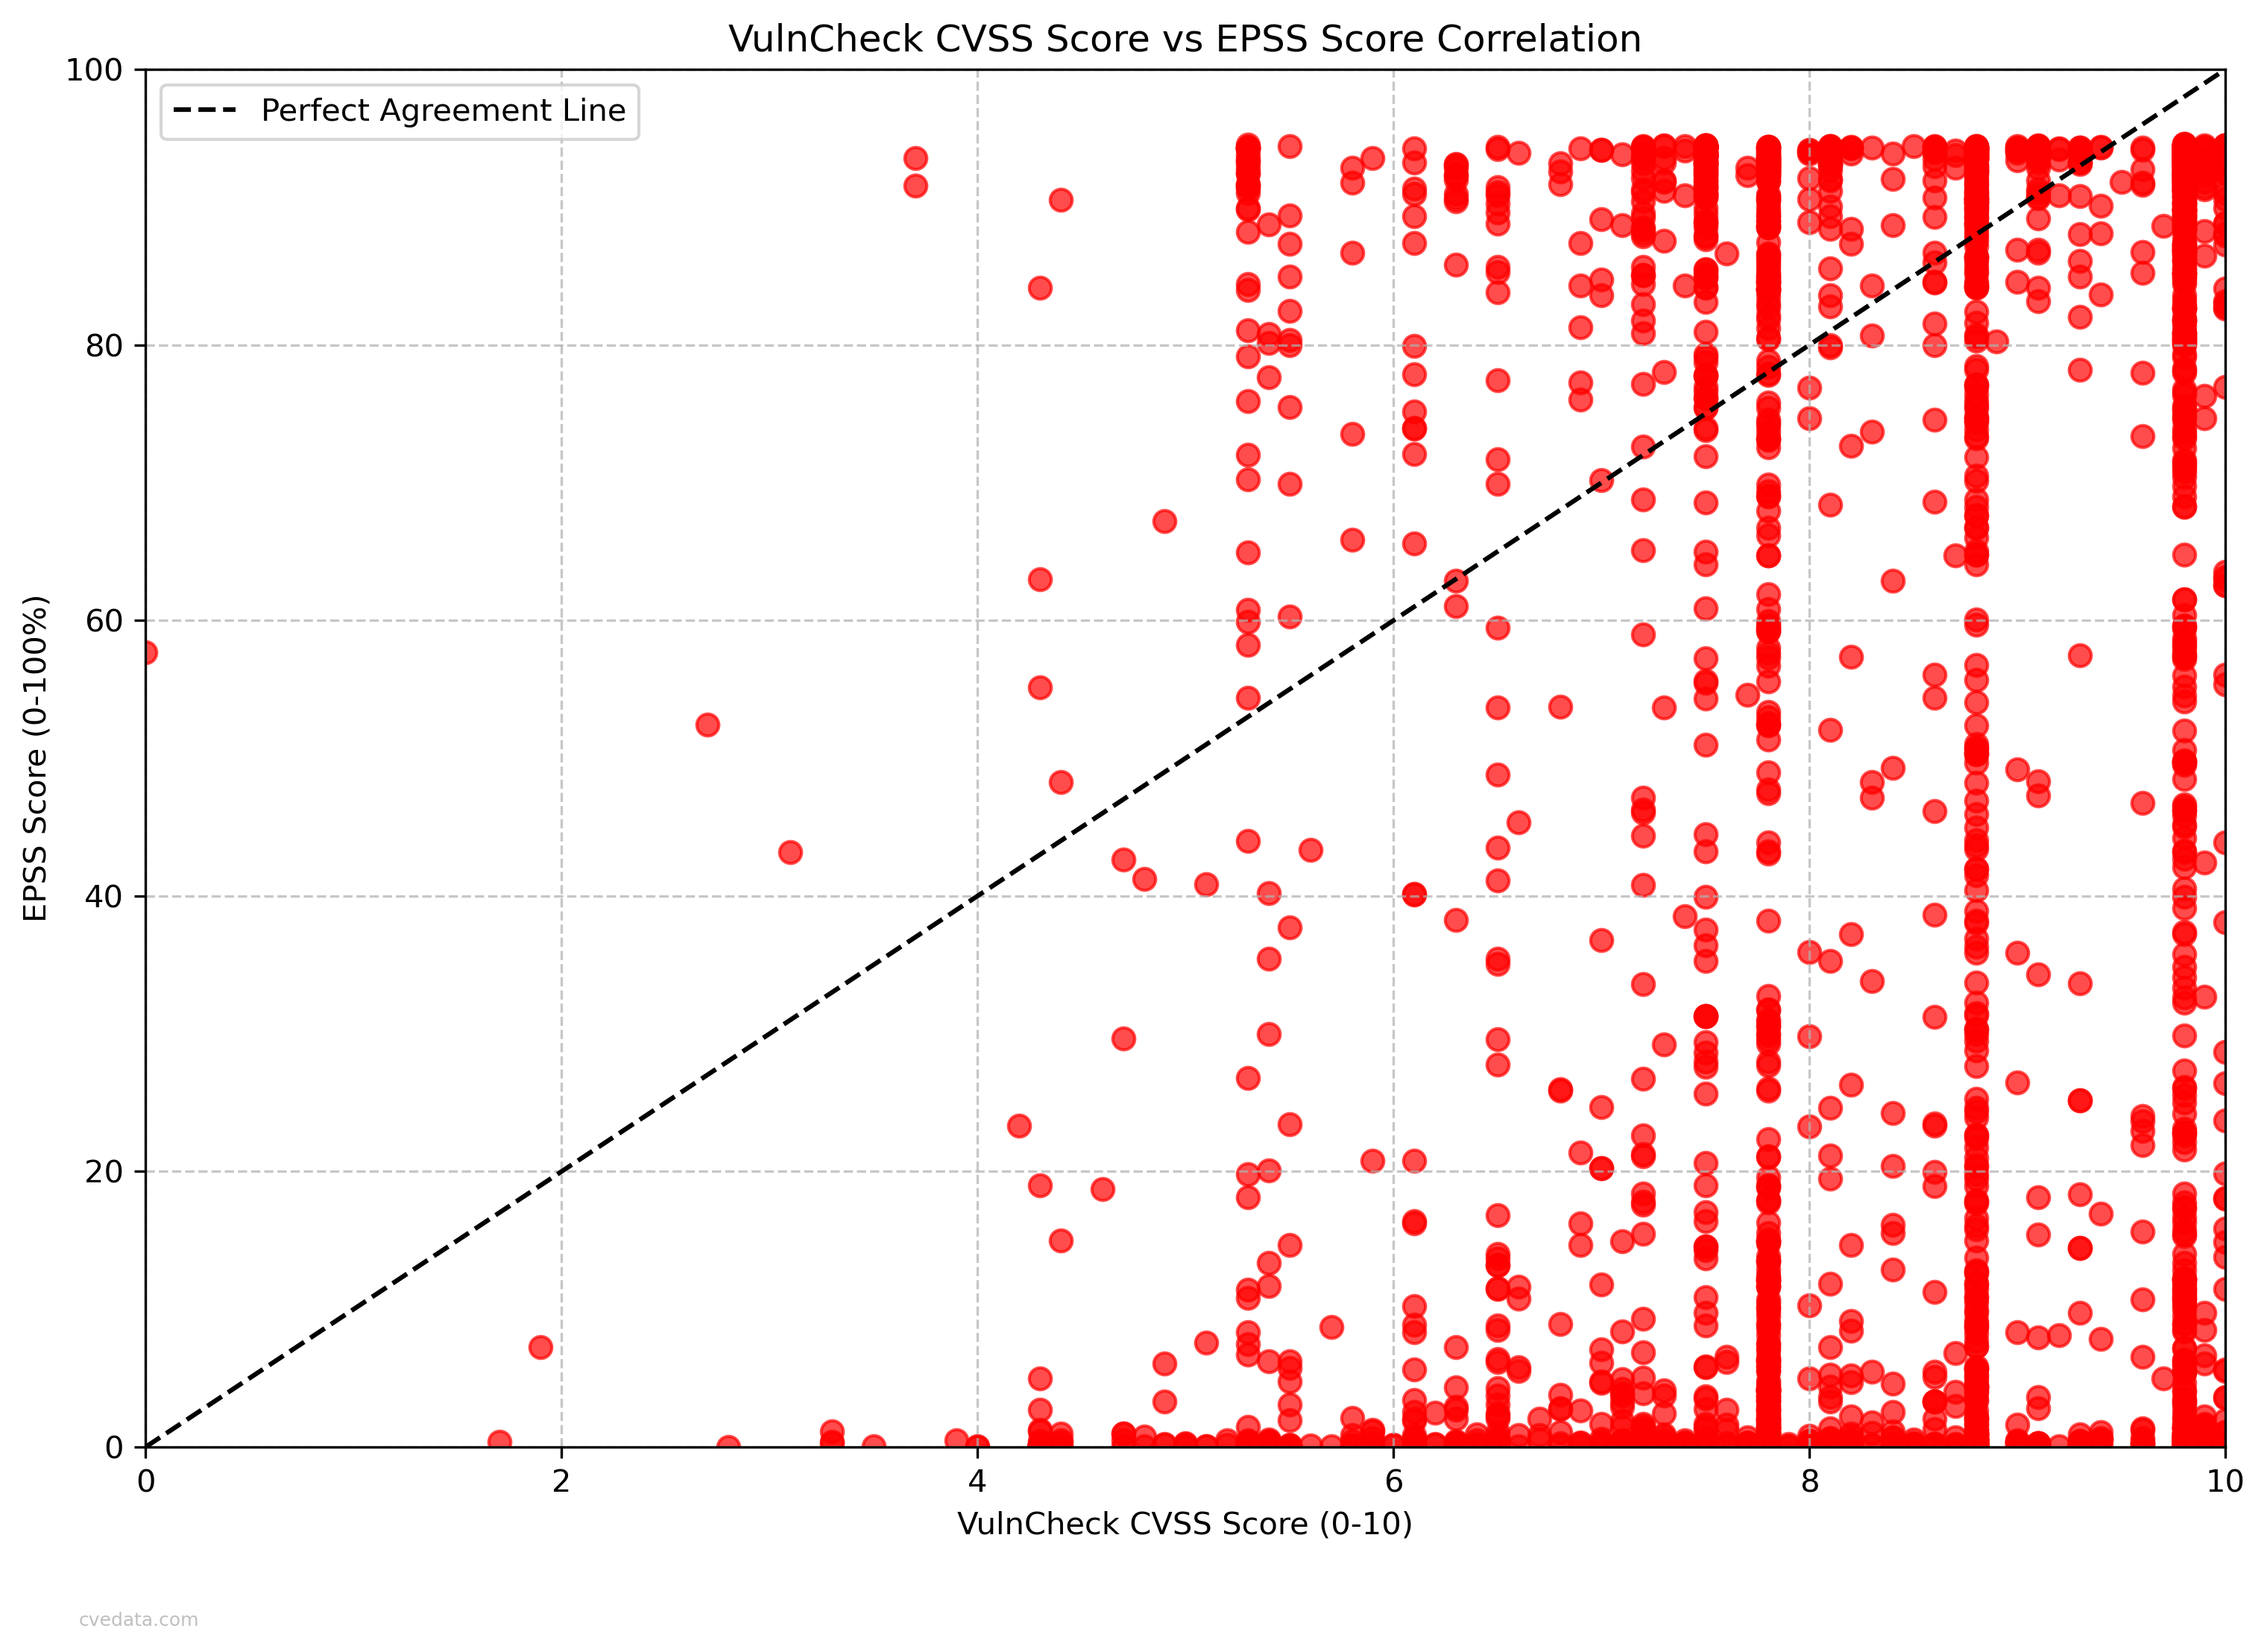 VulnCheck CVSS Score vs EPSS Score Correlation
Perfect Agreement Line
EPSS Score (0-100%)
100
80
60
40
20
0
0 2 4 6 8 10
VulnCheck CVSS Score (0-10)
cvedata.com